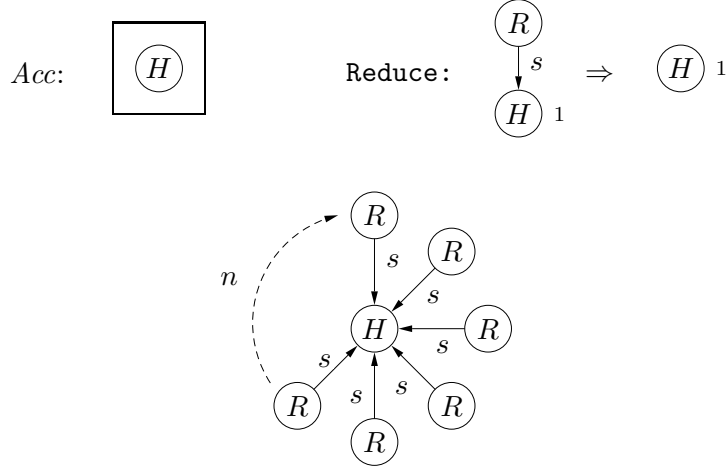 R
Acc: H Reduce: s ⇒ H 1
H 1
R
s R
n s
H R
s s
s s
R R
R